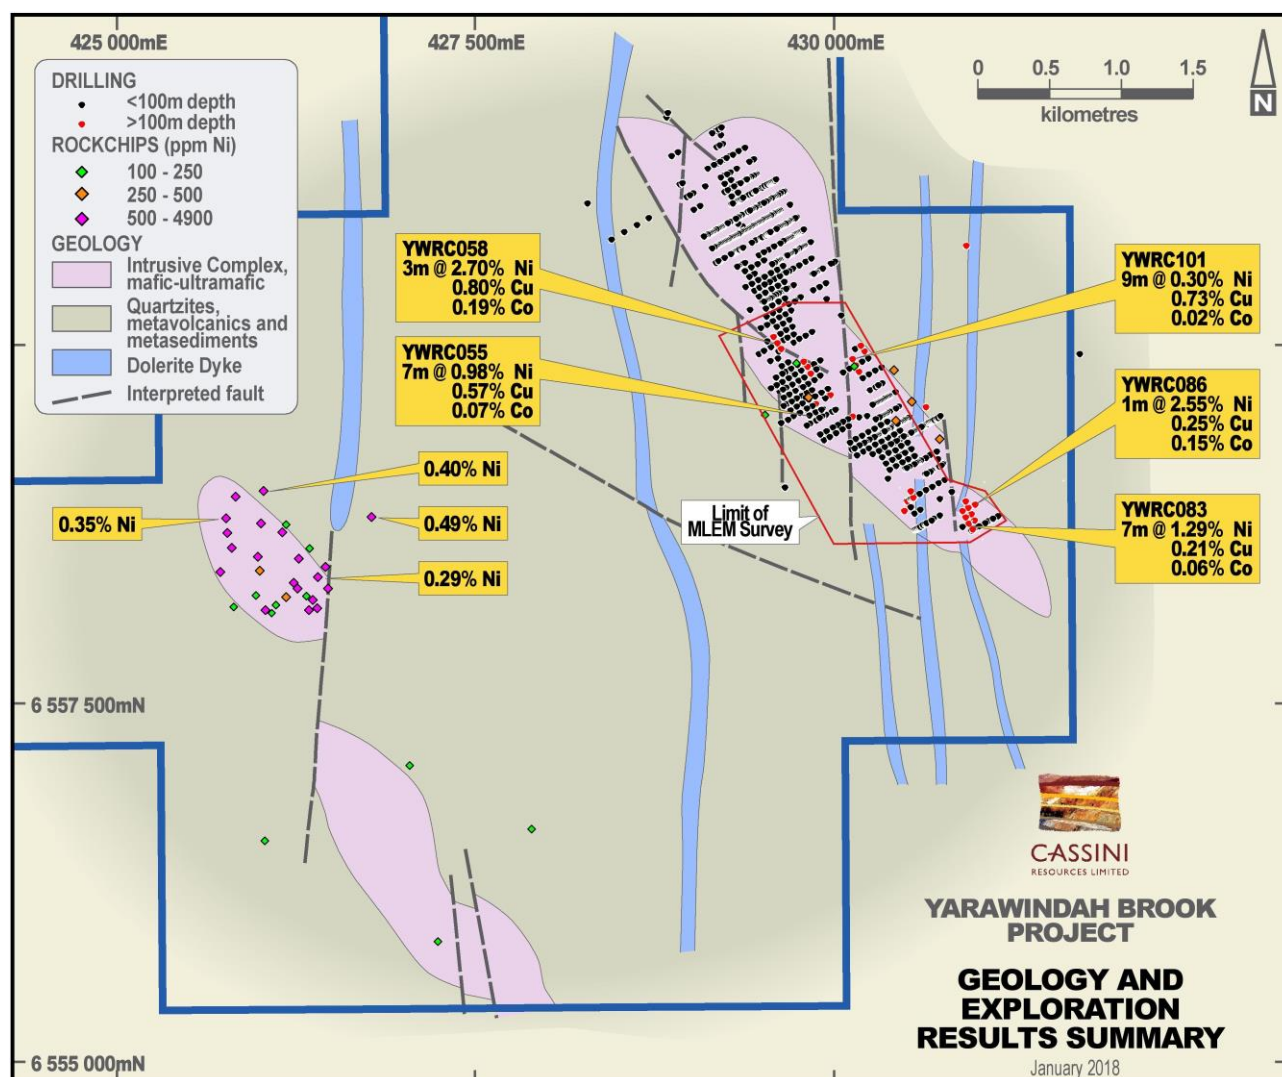 425 000mE
427 500mE
430 000mE
0 0.5 1.0 1.5
kilometres
N
DRILLING
<100m depth
>100m depth
ROCKCHIPS (ppm Ni)
100 - 250
250 - 500
500 - 4900
GEOLOGY
Intrusive Complex,
mafic-ultramafic
Quartzites,
metavolcanics and
metasediments
Dolerite Dyke
Interpreted fault
YWRC058
3m @ 2.70% Ni
0.80% Cu
0.19% Co
YWRC055
7m @ 0.98% Ni
0.57% Cu
0.07% Co
YWRC101
9m @ 0.30% Ni
0.73% Cu
0.02% Co
YWRC086
1m @ 2.55% Ni
0.25% Cu
0.15% Co
YWRC083
7m @ 1.29% Ni
0.21% Cu
0.06% Co
0.40% Ni
0.35% Ni
0.49% Ni
0.29% Ni
Limit of
MLEM Survey
6 557 500mN
6 555 000mN
CASSINI
RESOURCES LIMITED
YARAWINDAH BROOK
PROJECT
GEOLOGY AND
EXPLORATION
RESULTS SUMMARY
January 2018